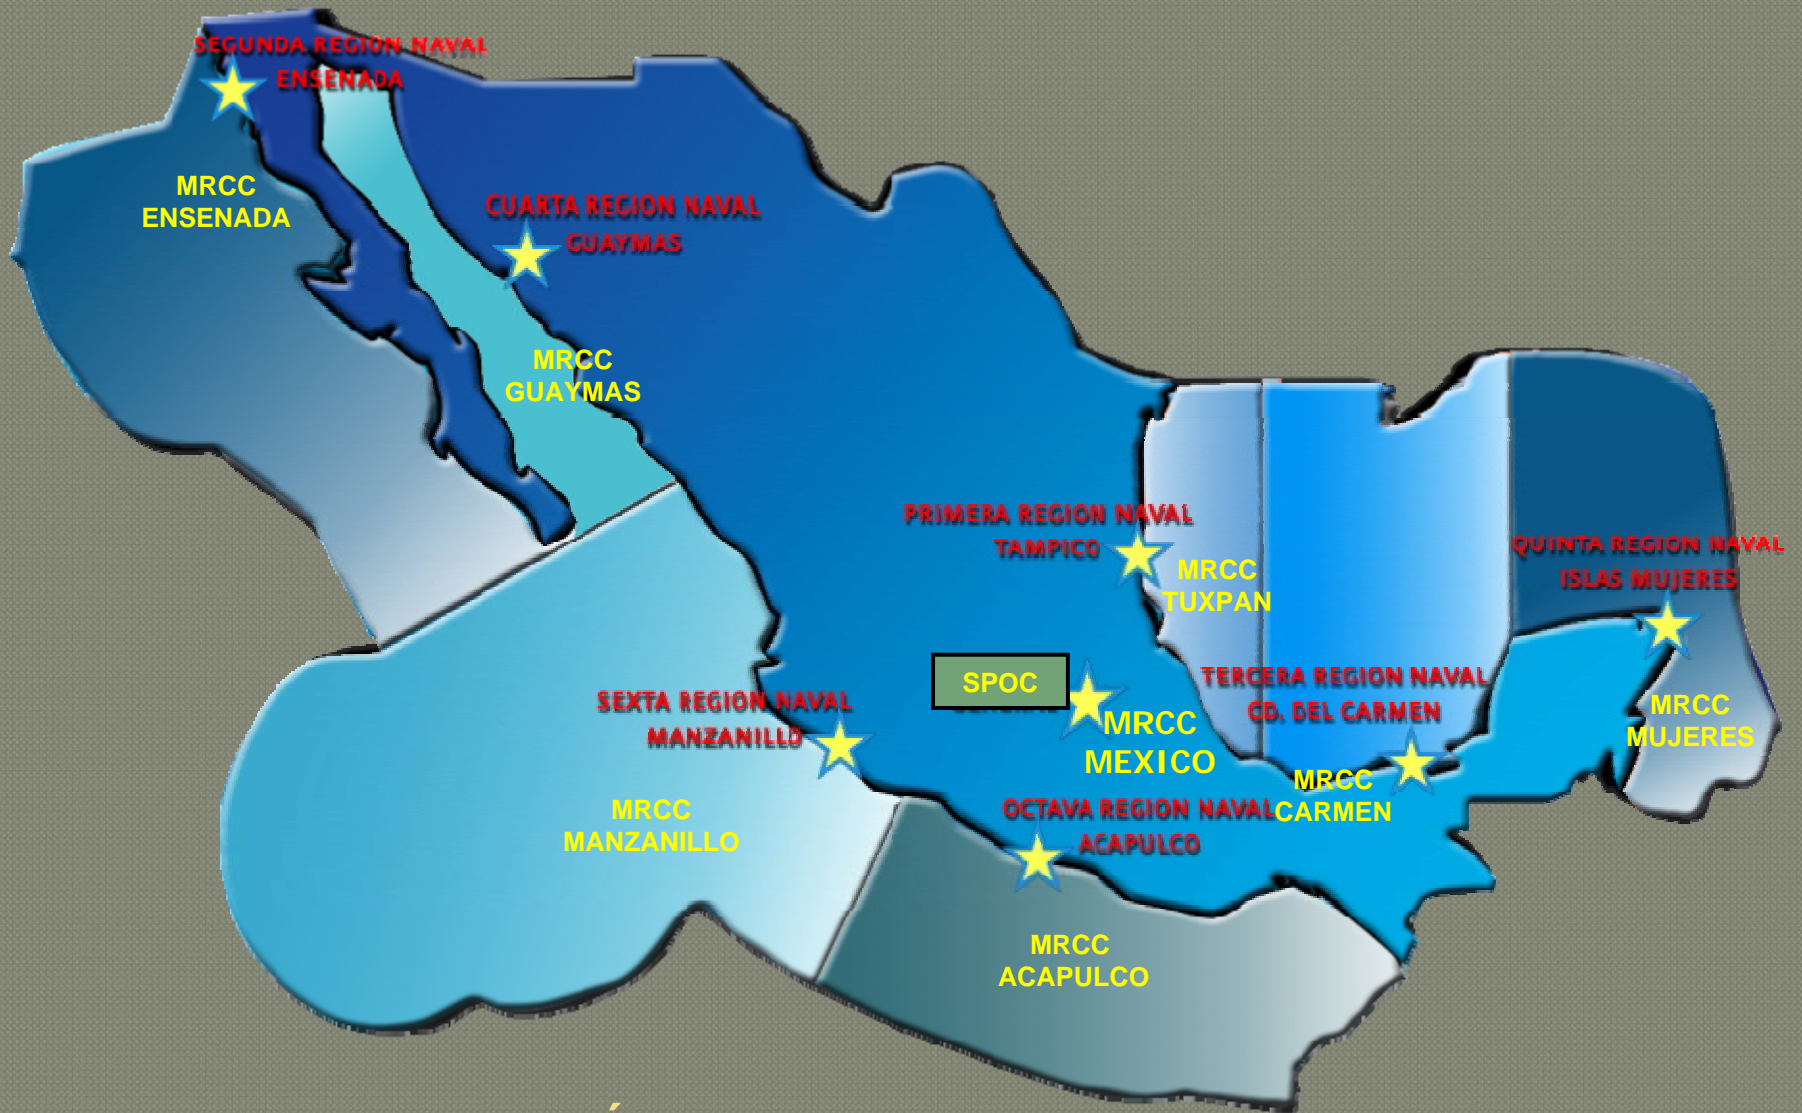 SEGUNDA REGION NAVAL
ENSENADA
MRCC
ENSENADA
CUARTA REGION NAVAL
GUAYMAS
MRCC
GUAYMAS
PRIMERA REGION NAVAL
TAMPICO
MRCC
TUXPAN
QUINTA REGION NAVAL
ISLAS MUJERES
MRCC
MUJERES
SPOC
MRCC
MEXICO
TERCERA REGION NAVAL
CD. DEL CARMEN
MRCC
CARMEN
SEXTA REGION NAVAL
MANZANILLO
MRCC
MANZANILLO
OCTAVA REGION NAVAL
ACAPULCO
MRCC
ACAPULCO